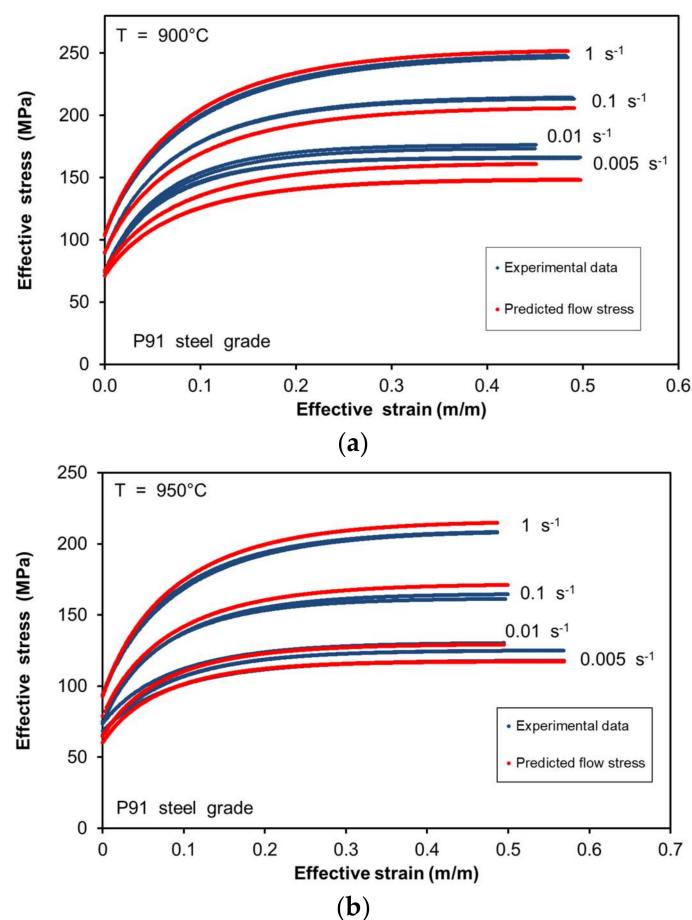 T = 900°C
250
200
150
100
50
0
Effective stress (MPa)
1 s⁻¹
0.1 s⁻¹
0.01 s⁻¹
0.005 s⁻¹
Experimental data
Predicted flow stress
P91 steel grade
0.0 0.1 0.2 0.3 0.4 0.5 0.6
Effective strain (m/m)
(a)
T = 950°C
250
200
150
100
50
0
Effective stress (MPa)
1 s⁻¹
0.1 s⁻¹
0.01 s⁻¹
0.005 s⁻¹
Experimental data
Predicted flow stress
P91 steel grade
0 0.1 0.2 0.3 0.4 0.5 0.6 0.7
Effective strain (m/m)
(b)